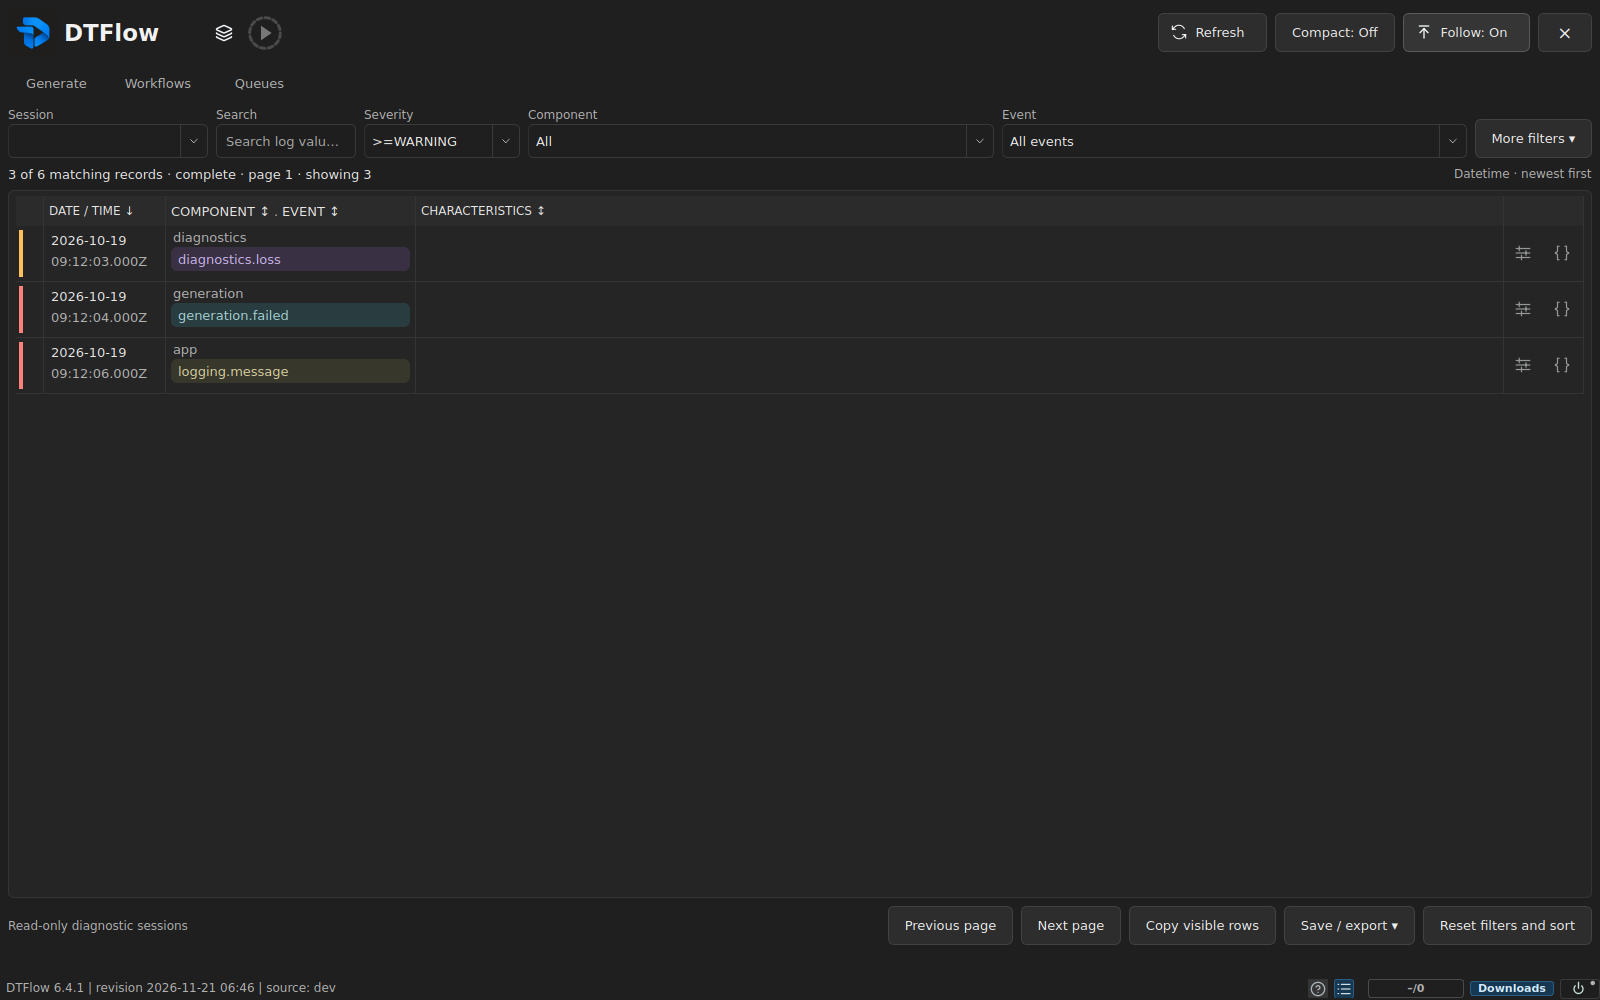 DTFlow
Refresh
Compact: Off
Follow: On
Generate
Workflows
Queues
Session
Search
Severity
Component
Event
Search log valu...
>=WARNING
All
All events
More filters ▾
3 of 6 matching records · complete · page 1 · showing 3
Datetime · newest first
DATE / TIME ↓
COMPONENT ↕ . EVENT ↕
CHARACTERISTICS ↕
2026-10-19
09:12:03.000Z
diagnostics
diagnostics.loss
{}
2026-10-19
09:12:04.000Z
generation
generation.failed
{}
2026-10-19
09:12:06.000Z
app
logging.message
{}
Read-only diagnostic sessions
Previous page
Next page
Copy visible rows
Save / export ▾
Reset filters and sort
DTFlow 6.4.1 | revision 2026-11-21 06:46 | source: dev
-/0
Downloads